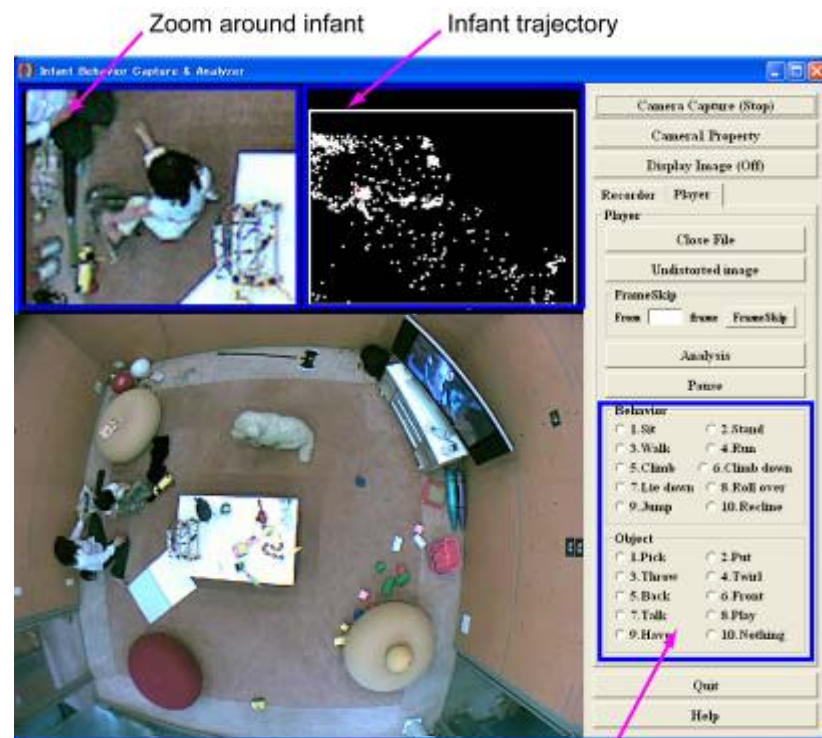 Zoom around infant
Infant trajectory
Infant Behavior Capture & Analyzer
Camera Capture (Stop)
Camera1 Property
Display Image (Off)
Recorder Player
Player
Close File
Undistorted image
FrameSkip
From frame FrameSkip
Analysis
Pause
Behavior
1.Sit 2.Stand
3.Walk 4.Run
5.Climb 6.Climb down
7.Lie down 8.Roll over
9.Jump 10.Recline
Object
1.Pick 2.Put
3.Throw 4.Twirl
5.Back 6.Front
7.Talk 8.Play
9.Have 10.Nothing
Quit
Help